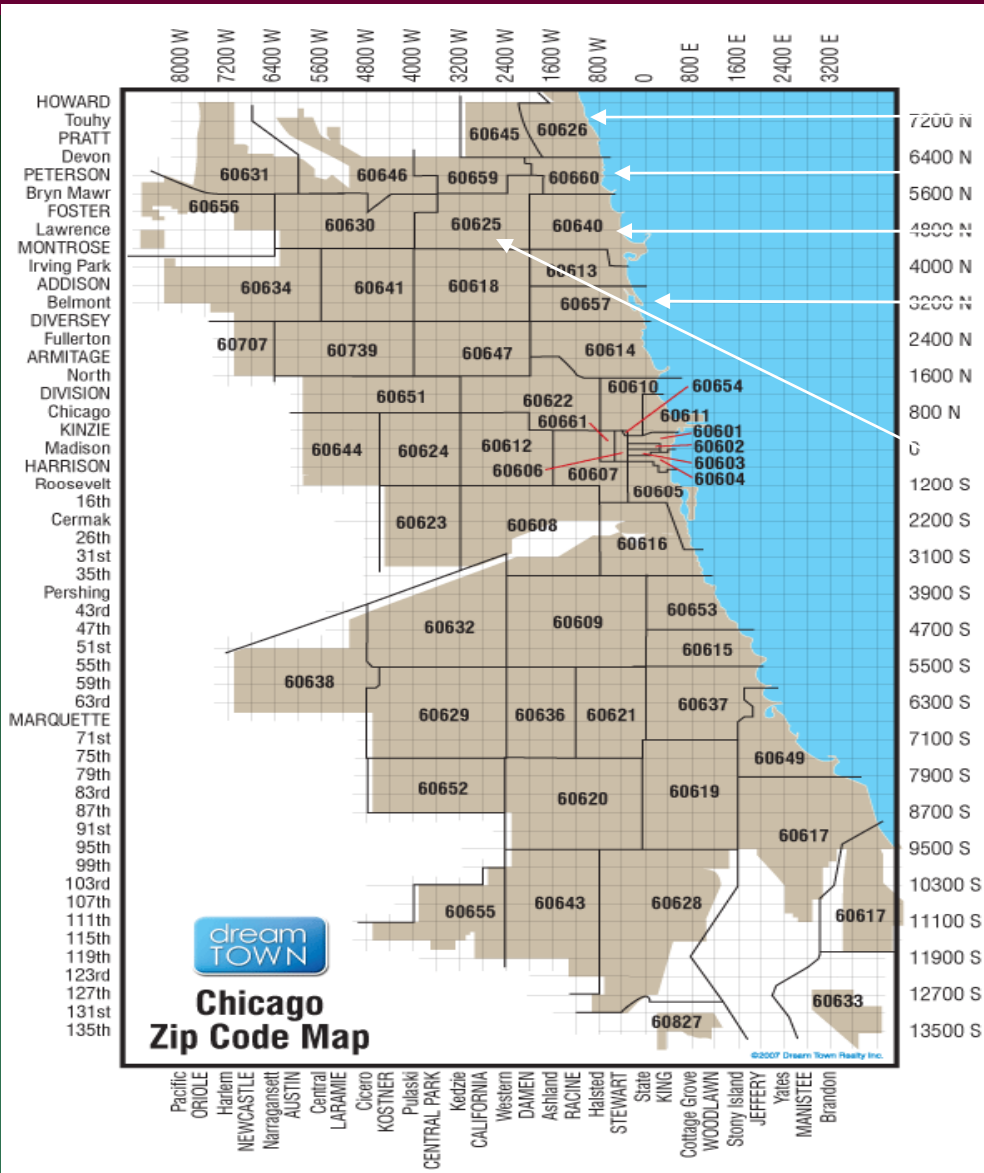 8000 W
7200 W
6400 W
5600 W
4800 W
4000 W
3200 W
2400 W
1600 W
800 W
0
800 E
1600 E
2400 E
3200 E
HOWARD
Touhy
PRATT
Devon
PETERSON
Bryn Mawr
FOSTER
Lawrence
MONTROSE
Irving Park
ADDISON
Belmont
DIVERSEY
Fullerton
ARMITAGE
North
DIVISION
Chicago
KINZIE
Madison
HARRISON
Roosevelt
16th
Cermak
26th
31st
35th
Pershing
43rd
47th
51st
55th
59th
63rd
MARQUETTE
71st
75th
79th
83rd
87th
91st
95th
99th
103rd
107th
111th
115th
119th
123rd
127th
131st
135th
60645
60626
60631
60646
60659
60660
60656
60630
60625
60640
60613
60634
60641
60618
60657
60707
60739
60647
60614
60610
60654
60651
60622
60611
60661
60601
60644
60624
60612
60602
60606
60607
60603
60604
60605
60623
60608
60616
60653
60632
60609
60615
60638
60629
60636
60621
60637
60649
60652
60620
60619
60617
60655
60643
60628
60617
60633
60827
7200 N
6400 N
5600 N
4800 N
4000 N
3200 N
2400 N
1600 N
800 N
0
1200 S
2200 S
3100 S
3900 S
4700 S
5500 S
6300 S
7100 S
7900 S
8700 S
9500 S
10300 S
11100 S
11900 S
12700 S
13500 S
dream
TOWN
Chicago
Zip Code Map
©2007 Dream Town Realty Inc.
Pacific
ORIOLE
Harlem
NEWCASTLE
Narragansett
AUSTIN
Central
LARAMIE
Cicero
KOSTNER
Pulaski
CENTRAL PARK
Kedzie
CALIFORNIA
Western
DAMEN
Ashland
RACINE
Halsted
STEWART
State
KING
Cottage Grove
WOODLAWN
Stony Island
JEFFERY
Yates
MANISTEE
Brandon